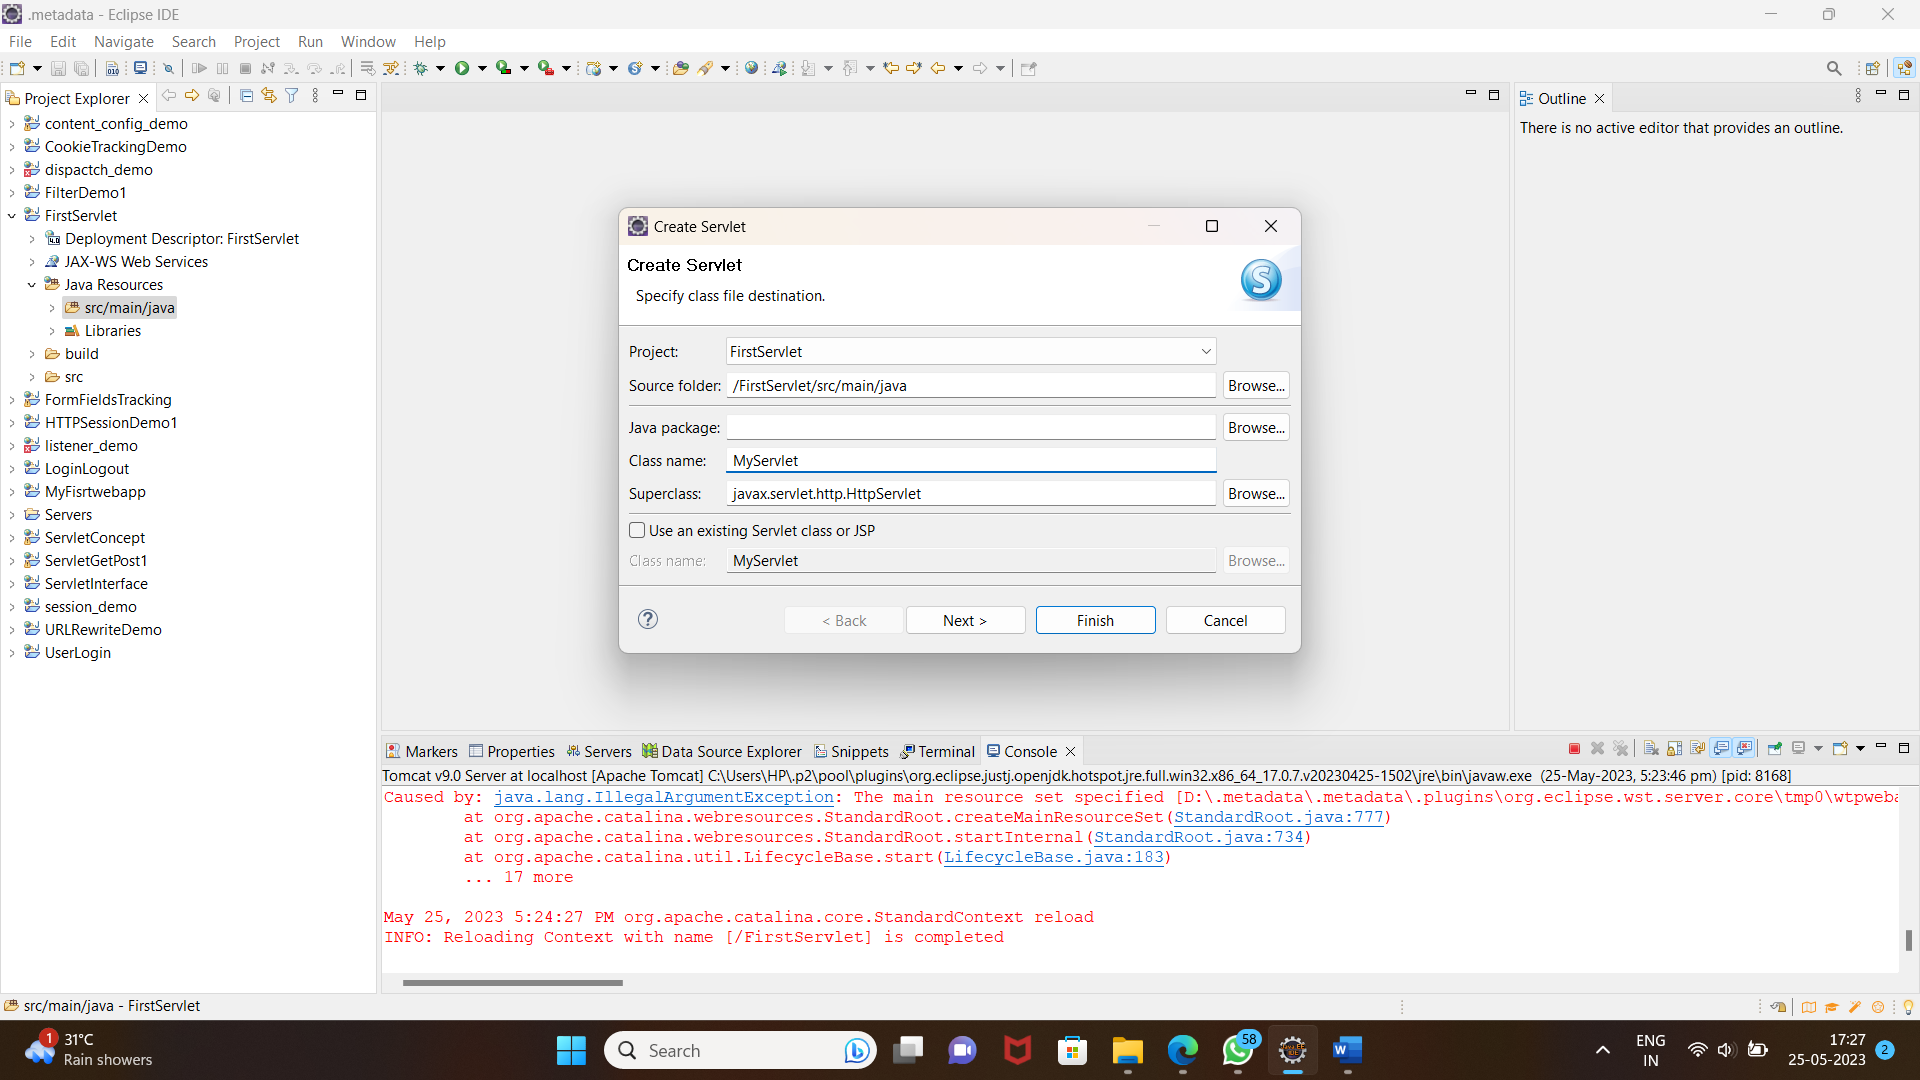 .metadata - Eclipse IDE
File Edit Navigate Search Project Run Window Help
Project Explorer
content_config_demo
CookieTrackingDemo
dispactch_demo
FilterDemo1
FirstServlet
Deployment Descriptor: FirstServlet
JAX-WS Web Services
Java Resources
src/main/java
Libraries
build
src
FormFieldsTracking
HTTPSessionDemo1
listener_demo
LoginLogout
MyFisrtwebapp
Servers
ServletConcept
ServletGetPost1
ServletInterface
session_demo
URLRewriteDemo
UserLogin
Outline
There is no active editor that provides an outline.
Create Servlet
Create Servlet
Specify class file destination.
S
Project: FirstServlet
Source folder: /FirstServlet/src/main/java Browse...
Java package: Browse...
Class name: MyServlet
Superclass: javax.servlet.http.HttpServlet Browse...
Use an existing Servlet class or JSP
Class name: MyServlet Browse...
? < Back Next > Finish Cancel
Markers Properties Servers Data Source Explorer Snippets Terminal Console
Tomcat v9.0 Server at localhost [Apache Tomcat] C:\Users\HP\.p2\pool\plugins\org.eclipse.justj.openjdk.hotspot.jre.full.win32.x86_64_17.0.7.v20230425-1502\jre\bin\javaw.exe (25-May-2023, 5:23:46 pm) [pid: 8168]
Caused by: java.lang.IllegalArgumentException: The main resource set specified [D:\.metadata\.metadata\.plugins\org.eclipse.wst.server.core\tmp0\wtpweba
at org.apache.catalina.webresources.StandardRoot.createMainResourceSet(StandardRoot.java:777)
at org.apache.catalina.webresources.StandardRoot.startInternal(StandardRoot.java:734)
at org.apache.catalina.util.LifecycleBase.start(LifecycleBase.java:183)
... 17 more
May 25, 2023 5:24:27 PM org.apache.catalina.core.StandardContext reload
INFO: Reloading Context with name [/FirstServlet] is completed
src/main/java - FirstServlet
1
31°C
Rain showers
Search
58
ENG
IN
17:27
25-05-2023
2